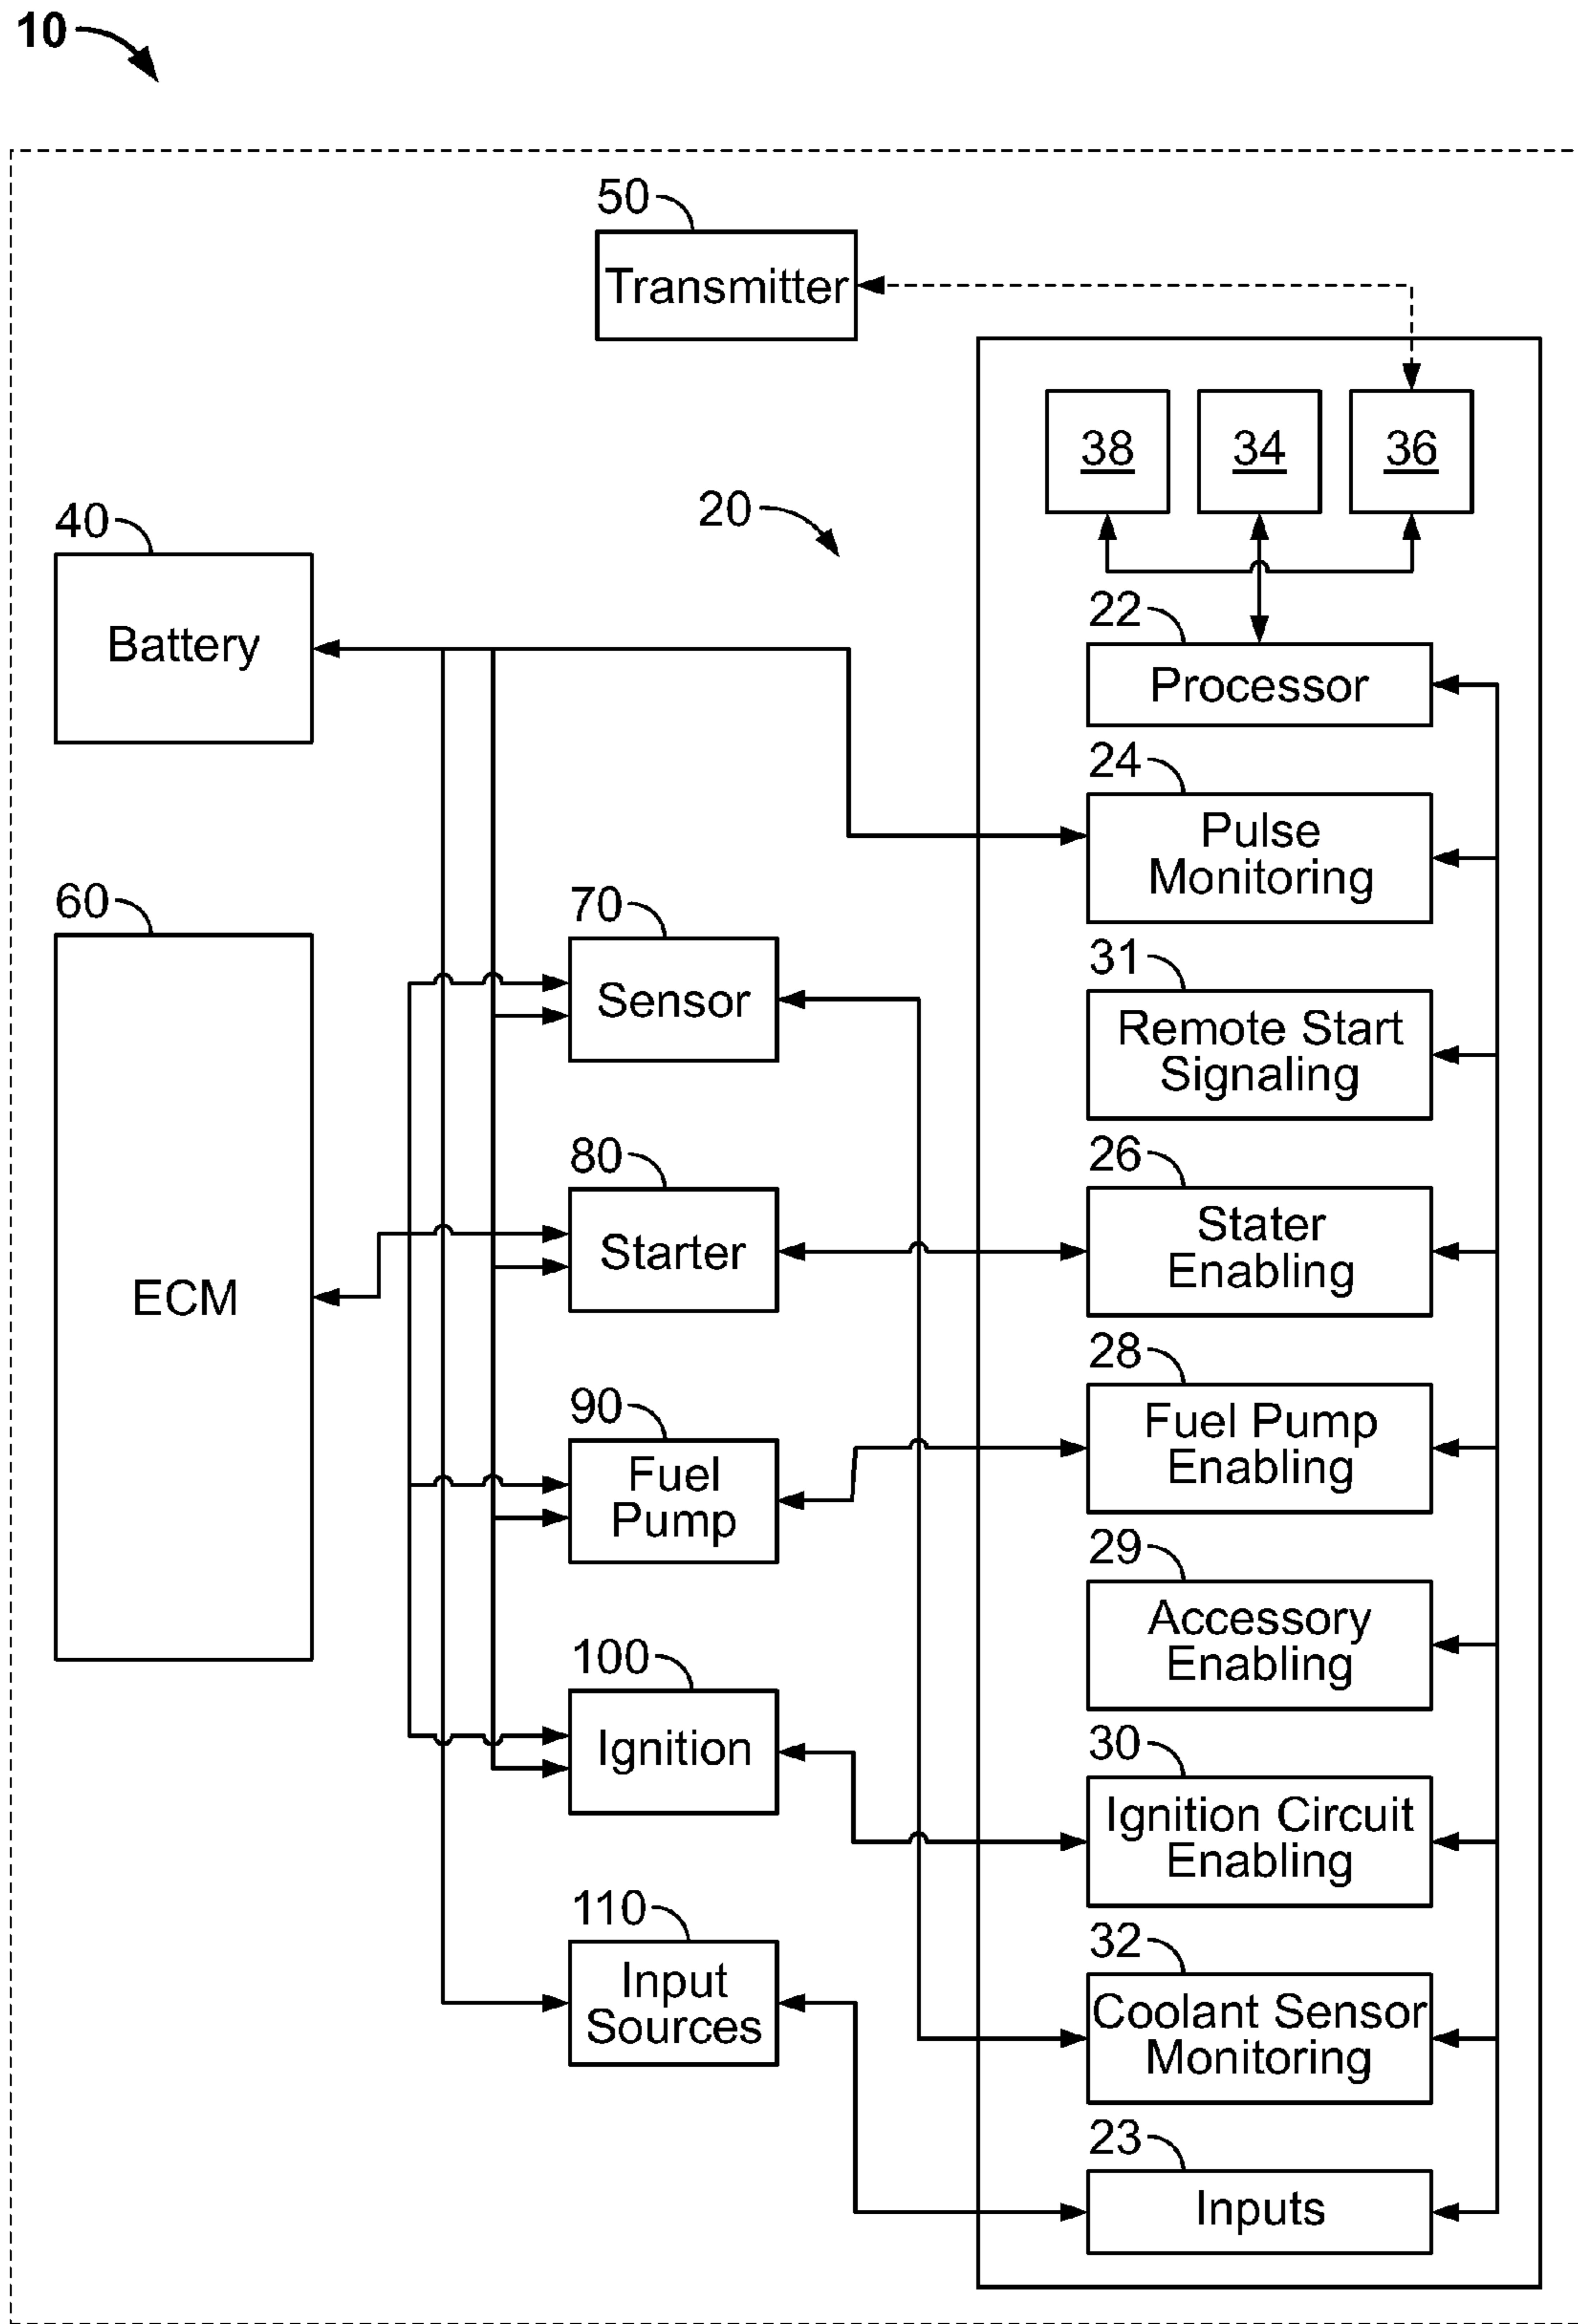 10
50
Transmitter
38
34
36
20
40
Battery
22
Processor
24
Pulse
Monitoring
60
ECM
70
Sensor
31
Remote Start
Signaling
80
Starter
26
Stater
Enabling
90
Fuel
Pump
28
Fuel Pump
Enabling
29
Accessory
Enabling
100
Ignition
30
Ignition Circuit
Enabling
110
Input
Sources
32
Coolant Sensor
Monitoring
23
Inputs